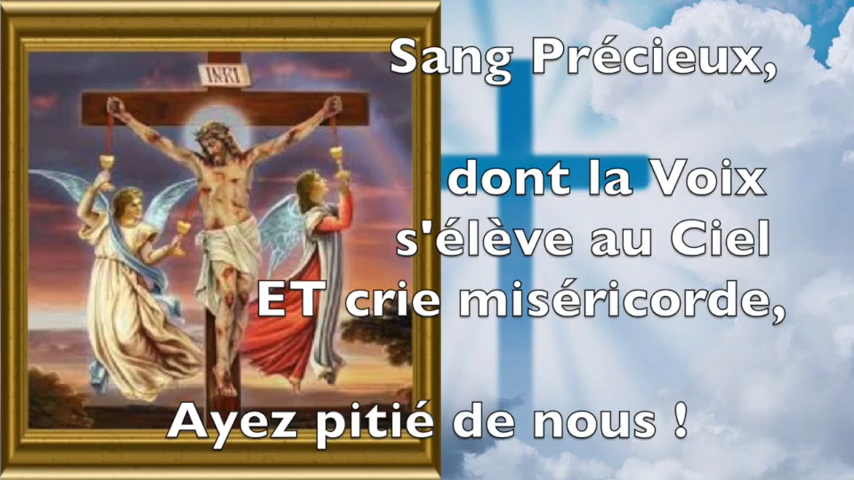 INRI
Sang Précieux,
dont la Voix
s'élève au Ciel
ET crie miséricorde,
Ayez pitié de nous !